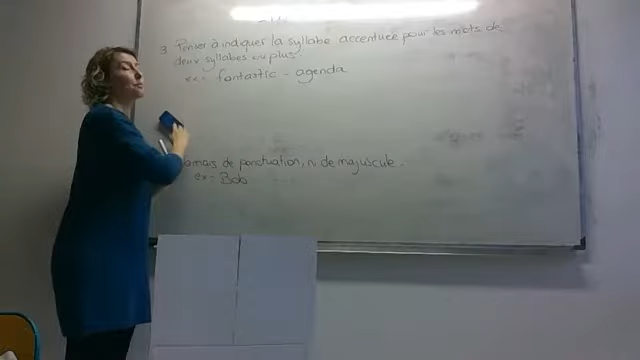 3. Penser à indiquer la syllabe accentuée pour les mots de
deux syllabes ou plus.
ex = fantastic - agenda
Jamais de ponctuation, ni de majuscule.
ex = Bob